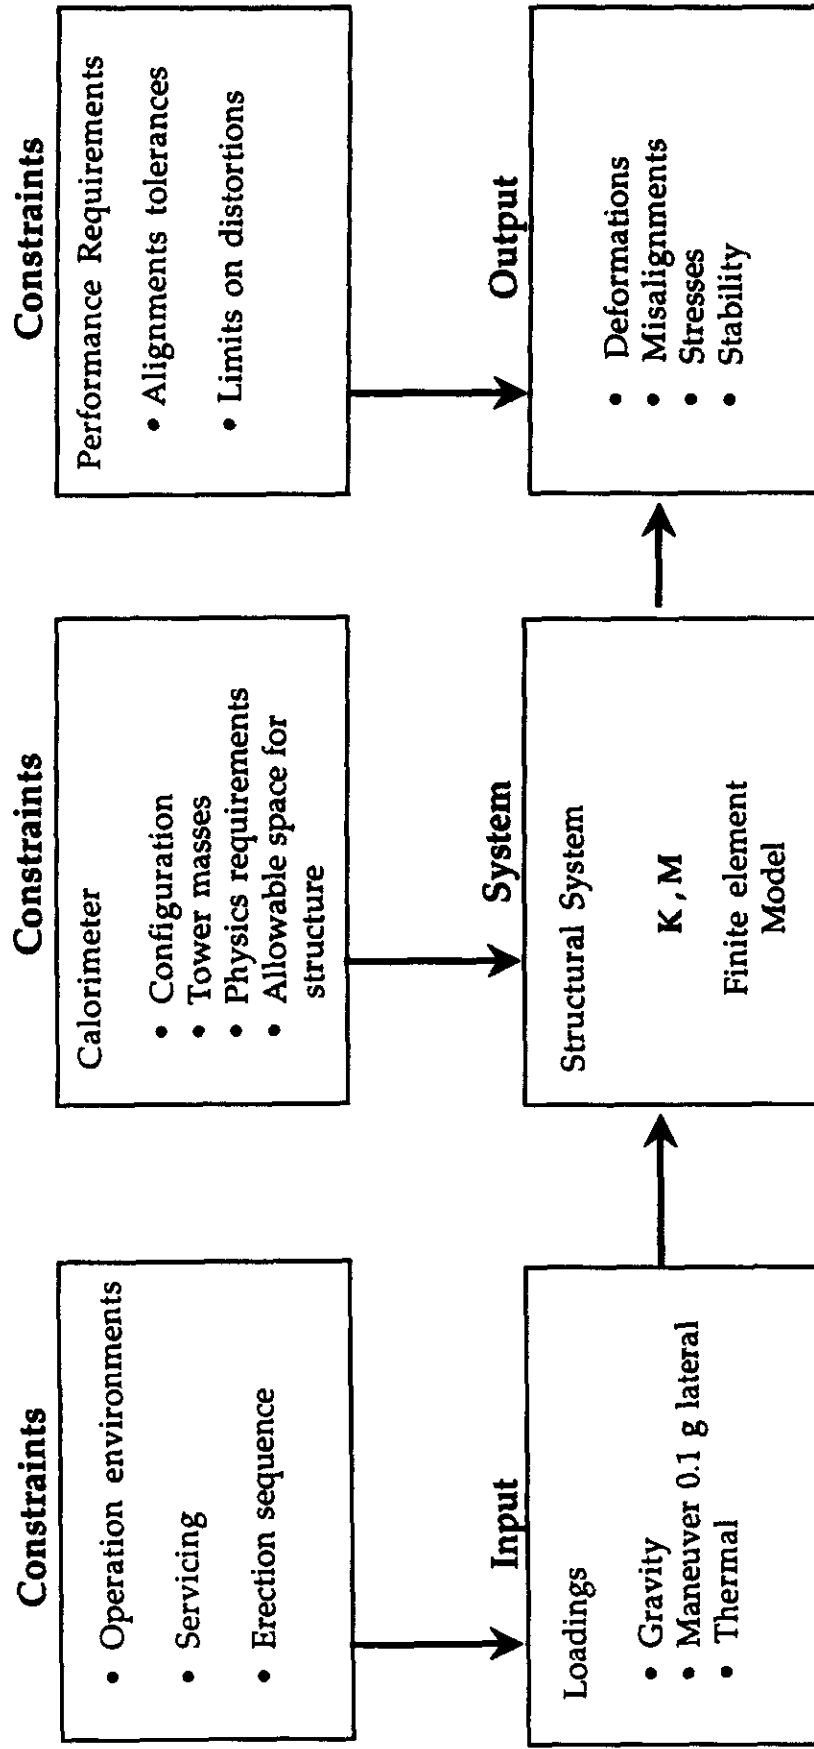 Constraints
• Operation environments
• Servicing
• Erection sequence
Constraints
Calorimeter
• Configuration
• Tower masses
• Physics requirements
• Allowable space for
structure
Constraints
Performance Requirements
• Alignments tolerances
• Limits on distortions
Input
Loadings
• Gravity
• Maneuver 0.1 g lateral
• Thermal
System
Structural System
K , M
Finite element
Model
Output
• Deformations
• Misalignments
• Stresses
• Stability